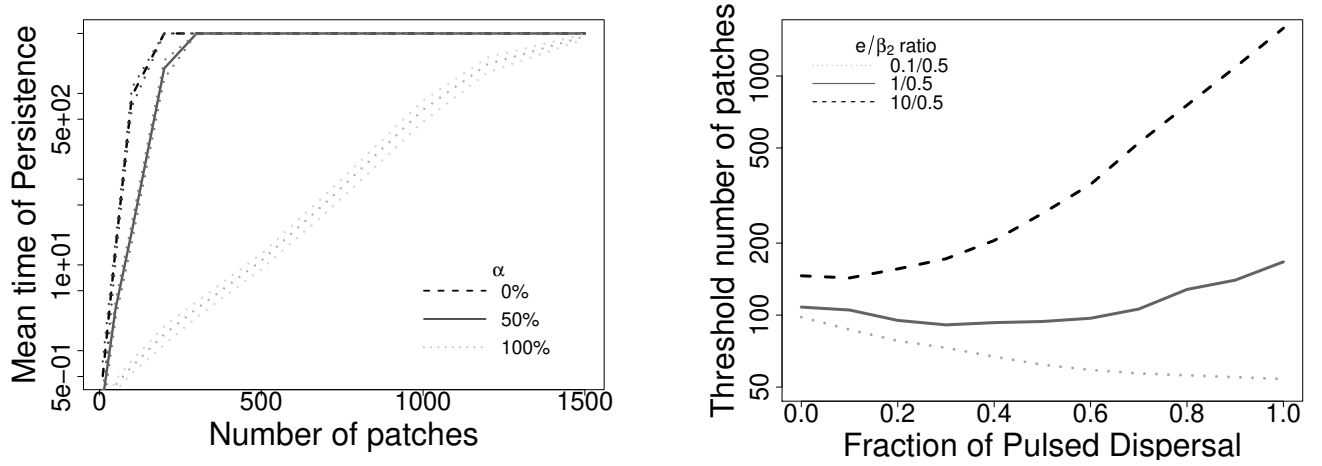 Mean time of Persistence
5e−01
1e+01
5e+02
α
0%
50%
100%
0 500 1000 1500
Number of patches
Threshold number of patches
50 100 200 500 1000
e/β2 ratio
0.1/0.5
1/0.5
10/0.5
0.0 0.2 0.4 0.6 0.8 1.0
Fraction of Pulsed Dispersal